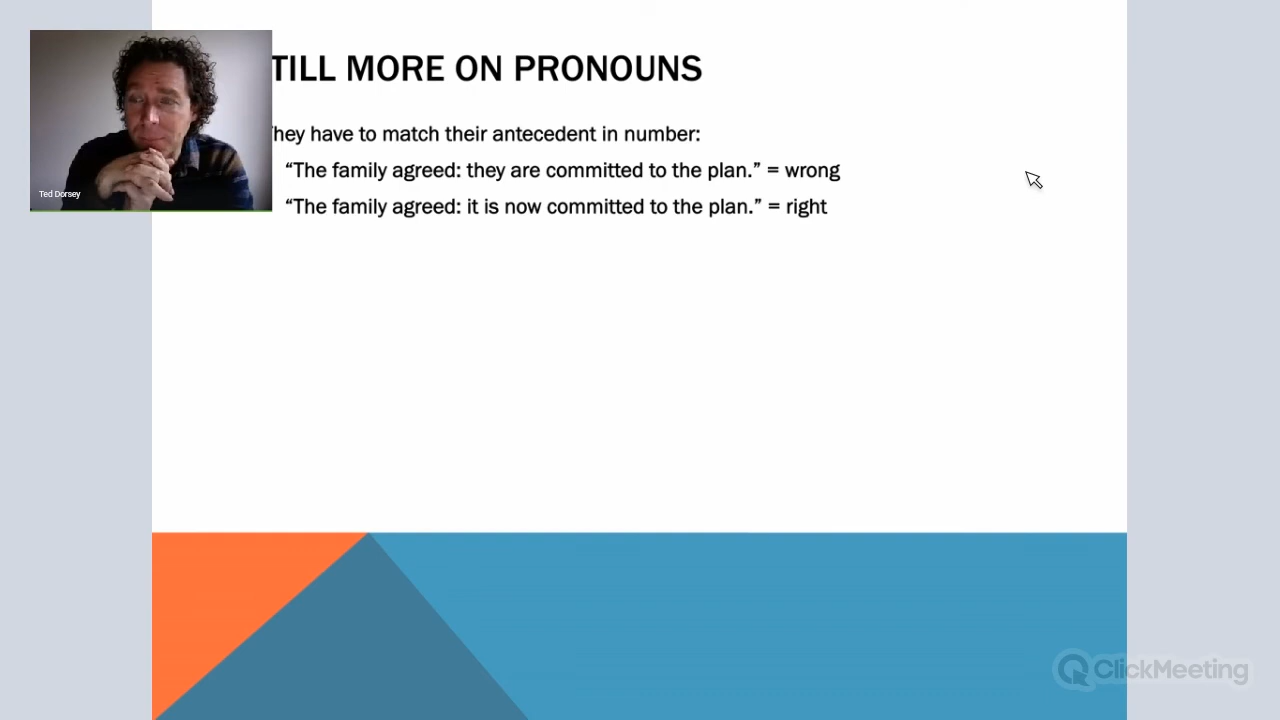 TILL MORE ON PRONOUNS
hey have to match their antecedent in number:
“The family agreed: they are committed to the plan.” = wrong
“The family agreed: it is now committed to the plan.” = right
Ted Dorsey
ClickMeeting